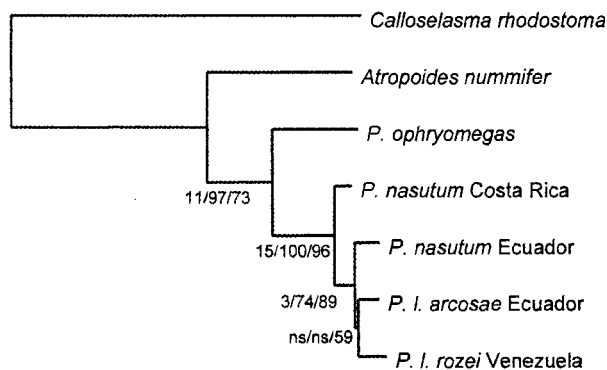 Calloselasma rhodostoma
Atropoides nummifer
P. ophryomegas
11/97/73
P. nasutum Costa Rica
15/100/96
P. nasutum Ecuador
3/74/89
P. l. arcosae Ecuador
ns/ns/59
P. l. rozei Venezuela